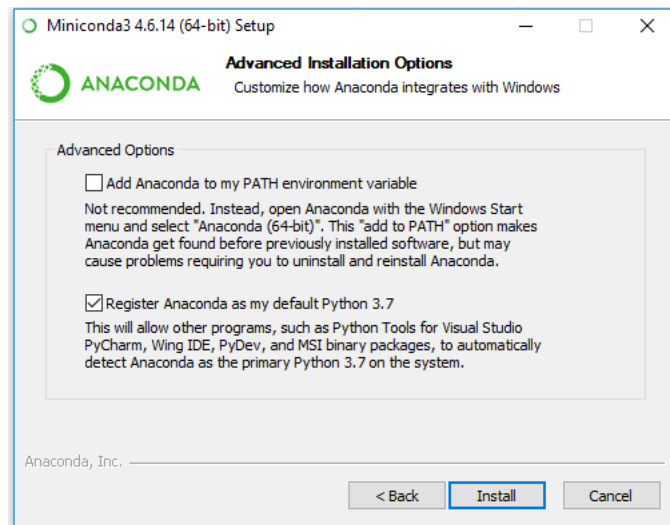 Miniconda3 4.6.14 (64-bit) Setup
ANACONDA
Advanced Installation Options
Customize how Anaconda integrates with Windows
Advanced Options
Add Anaconda to my PATH environment variable
Not recommended. Instead, open Anaconda with the Windows Start
menu and select "Anaconda (64-bit)". This "add to PATH" option makes
Anaconda get found before previously installed software, but may
cause problems requiring you to uninstall and reinstall Anaconda.
Register Anaconda as my default Python 3.7
This will allow other programs, such as Python Tools for Visual Studio
PyCharm, Wing IDE, PyDev, and MSI binary packages, to automatically
detect Anaconda as the primary Python 3.7 on the system.
Anaconda, Inc.
< Back
Install
Cancel